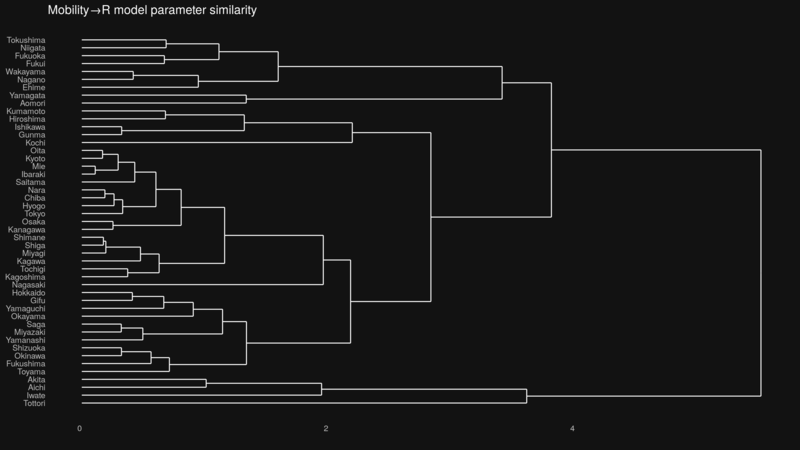 Mobility→R model parameter similarity
Tokushima
Niigata
Fukuoka
Fukui
Wakayama
Nagano
Ehime
Yamagata
Aomori
Kumamoto
Hiroshima
Ishikawa
Gunma
Kochi
Oita
Kyoto
Mie
Ibaraki
Saitama
Nara
Chiba
Hyogo
Tokyo
Osaka
Kanagawa
Shimane
Shiga
Miyagi
Kagawa
Tochigi
Kagoshima
Nagasaki
Hokkaido
Gifu
Yamaguchi
Okayama
Saga
Miyazaki
Yamanashi
Shizuoka
Okinawa
Fukushima
Toyama
Akita
Aichi
Iwate
Tottori
0 2 4